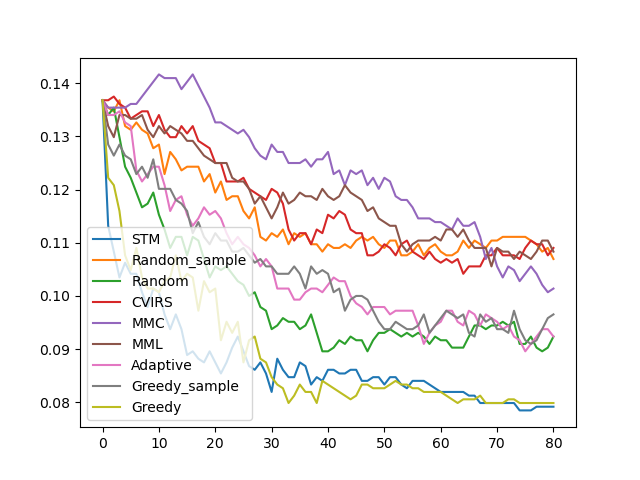 0.14
0.13
0.12
0.11
0.10
0.09
0.08
STM
Random_sample
Random
CVIRS
MMC
MML
Adaptive
Greedy_sample
Greedy
0 10 20 30 40 50 60 70 80